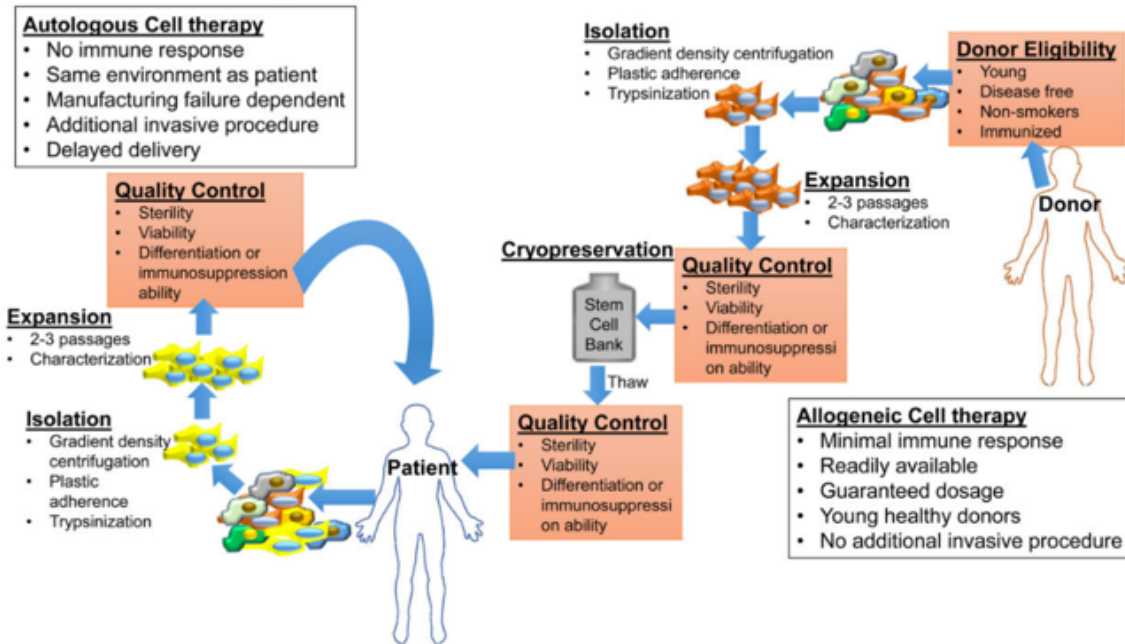 Autologous Cell therapy
• No immune response
• Same environment as patient
• Manufacturing failure dependent
• Additional invasive procedure
• Delayed delivery
Quality Control
• Sterility
• Viability
• Differentiation or
immunosuppression
ability
Expansion
• 2-3 passages
• Characterization
Isolation
• Gradient density
centrifugation
• Plastic
adherence
• Trypsinization
Patient
Isolation
• Gradient density centrifugation
• Plastic adherence
• Trypsinization
Donor Eligibility
• Young
• Disease free
• Non-smokers
• Immunized
Donor
Expansion
• 2-3 passages
• Characterization
Cryopreservation
Stem
Cell
Bank
Thaw
Quality Control
• Sterility
• Viability
• Differentiation or
immunosuppressi
on ability
Quality Control
• Sterility
• Viability
• Differentiation or
immunosuppressi
on ability
Allogeneic Cell therapy
• Minimal immune response
• Readily available
• Guaranteed dosage
• Young healthy donors
• No additional invasive procedure